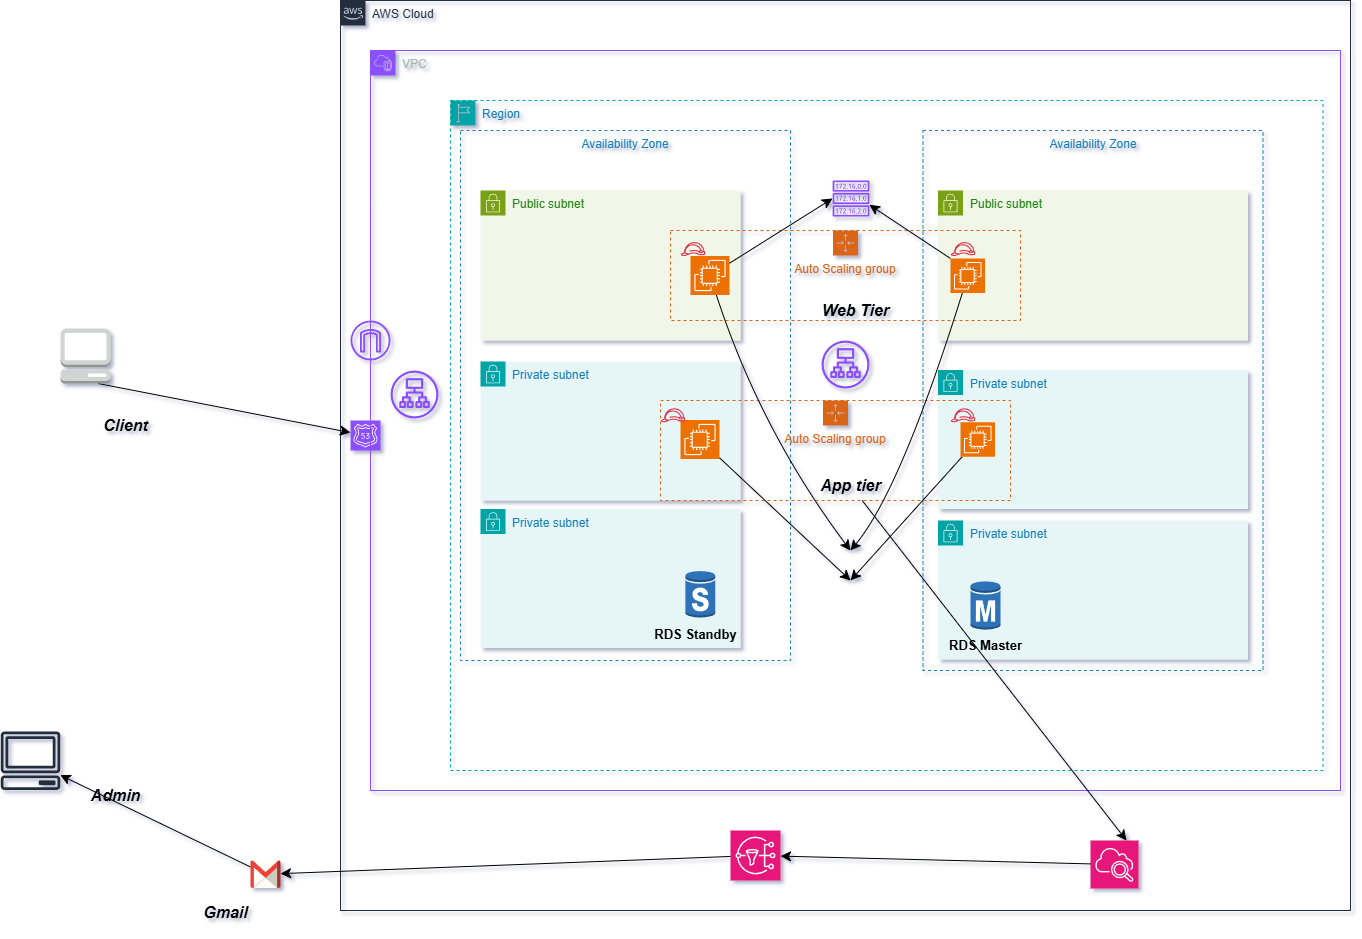 aws
AWS Cloud
VPC
Region
Availability Zone
Availability Zone
Public subnet
172.16.0.0
172.16.1.0
172.16.2.0
Public subnet
Auto Scaling group
Web Tier
Private subnet
Private subnet
Client
53
Auto Scaling group
App tier
Private subnet
Private subnet
S
RDS Standby
M
RDS Master
Admin
Gmail